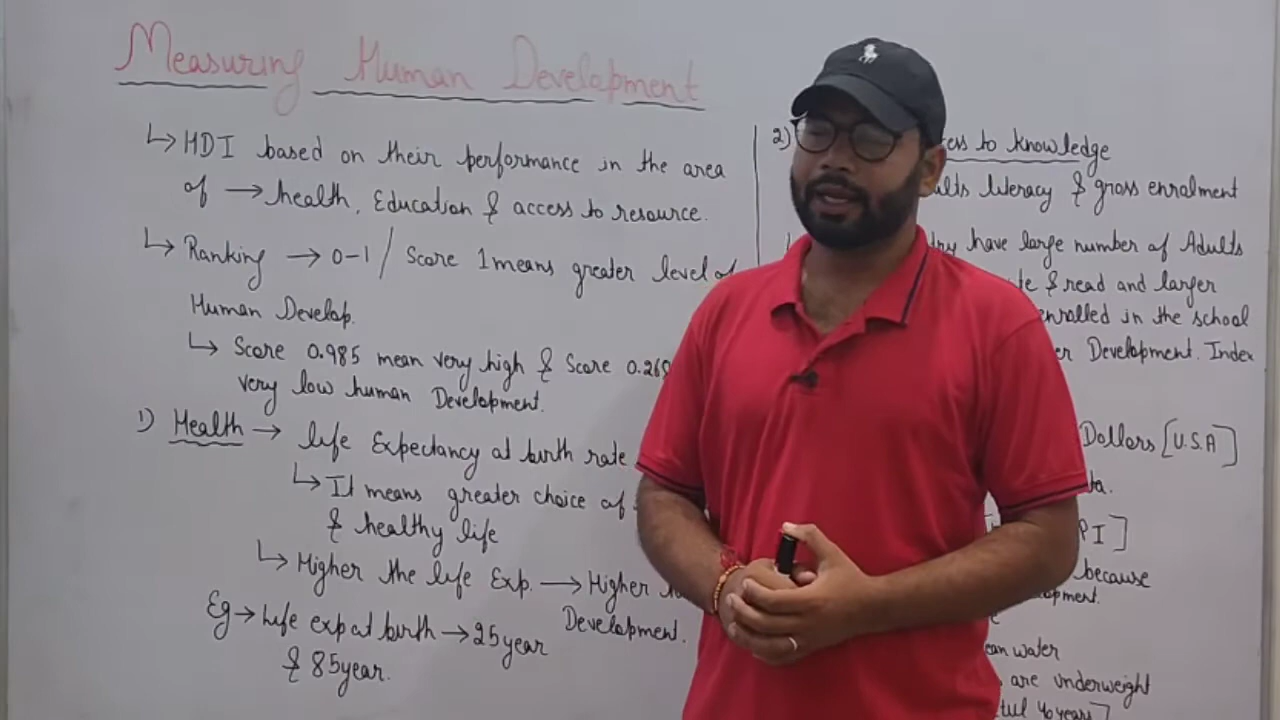 Measuring Human Development
↳ HDI based on their performance in the area
of → health, Education & access to resource.
↳ Ranking → 0-1 / Score 1 means greater level of
Human Develop.
↳ Score 0.985 mean very high & Score
very low human Development.
1) Health → life Expectancy at birth rate
↳ It means greater choice of
& healthy life
↳ Higher the life Exp. → Higher
Development.
Eg → Life exp at birth → 25 year
& 85 year.
2)
to knowledge
literacy & gross enralment
have large number of Adults
& read and larger
enrolled in the school
Development. Index
Dollars [U.S.A]
PI]
because
water
are underweight
40 years]